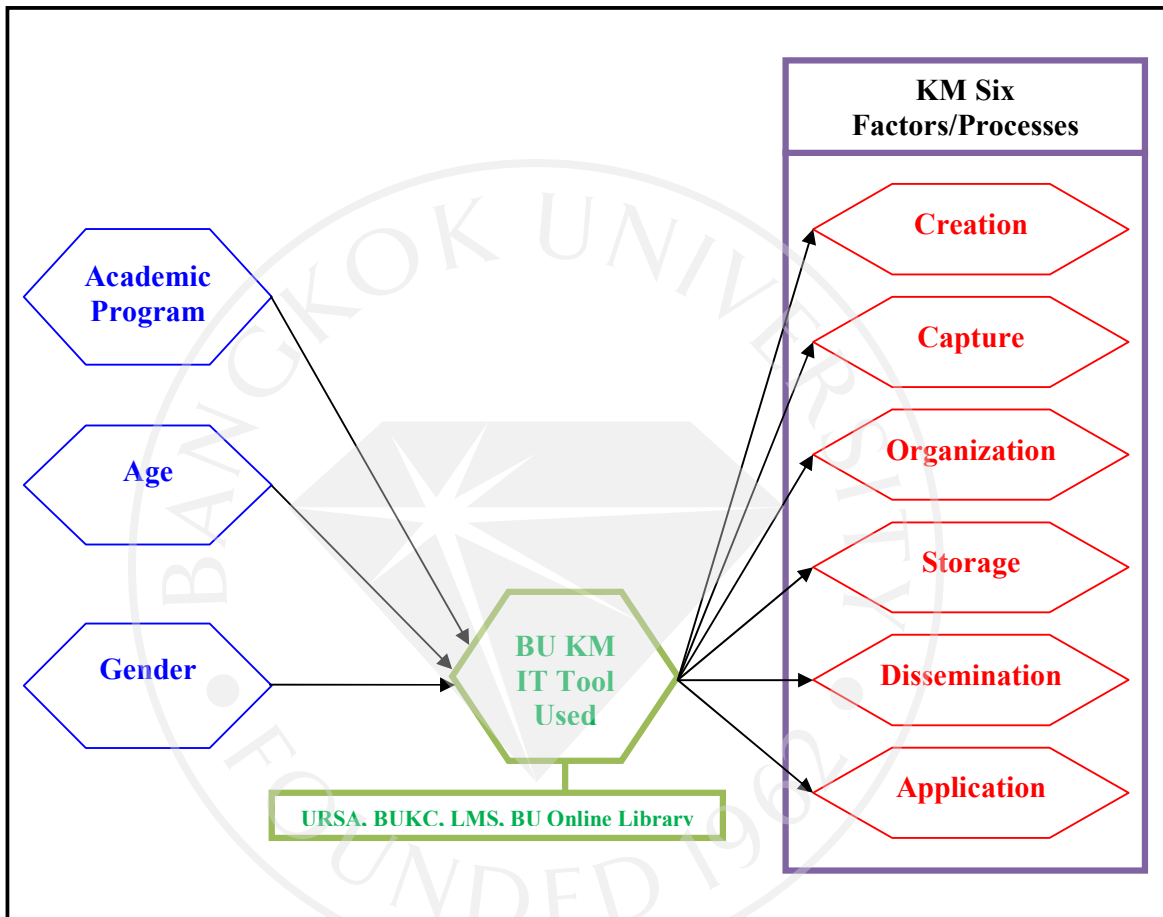 KM Six
Factors/Processes
Academic
Program
Age
Gender
BU KM
IT Tool
Used
URSA, BUKC, LMS, BU Online Library
Creation
Capture
Organization
Storage
Dissemination
Application
BANGKOK UNIVERSITY
FOUNDED 1962